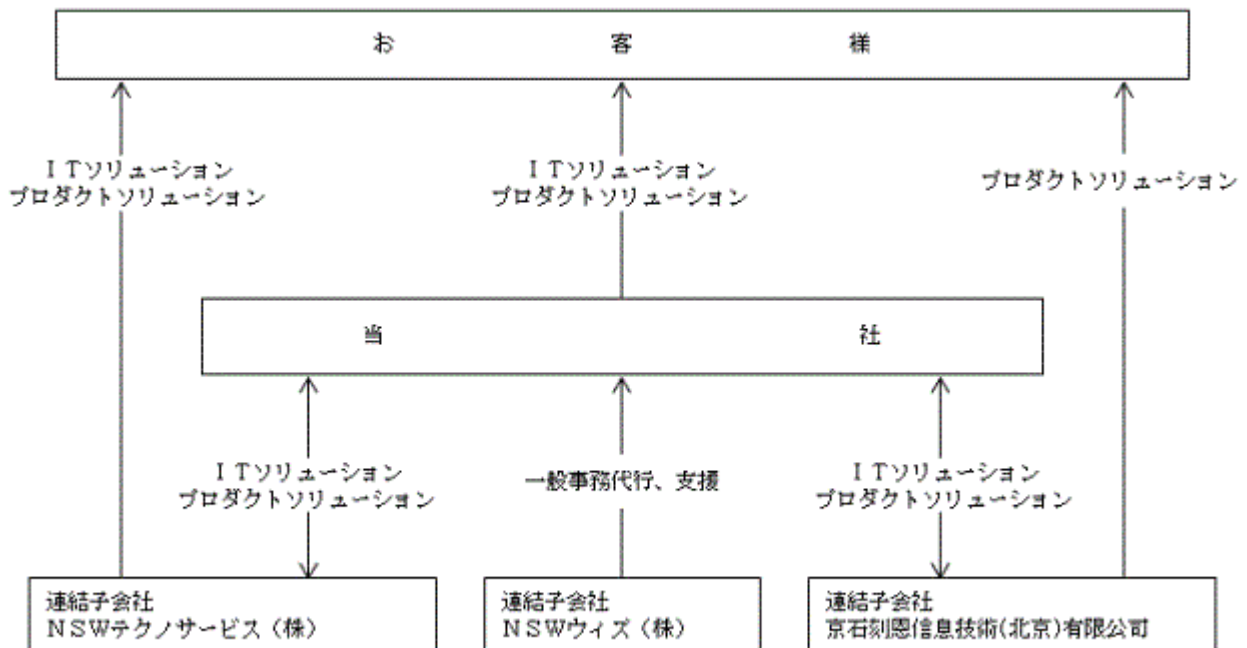 お客様
ＩＴソリューション
プロダクトソリューション
ＩＴソリューション
プロダクトソリューション
プロダクトソリューション
当社
ＩＴソリューション
プロダクトソリューション
一般事務代行、支援
ＩＴソリューション
プロダクトソリューション
連結子会社
ＮＳＷテクノサービス（株）
連結子会社
ＮＳＷウィズ（株）
連結子会社
京石刻恩信息技術(北京)有限公司